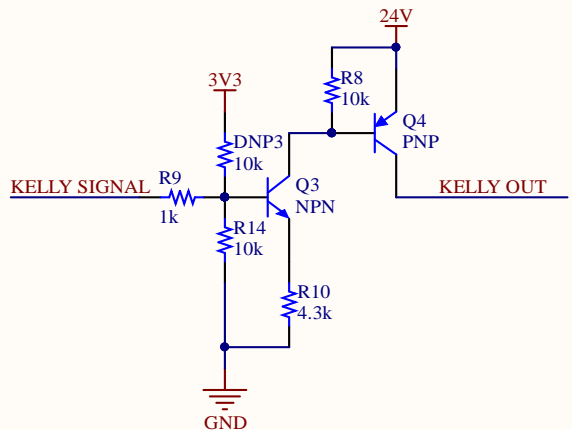 24V
3V3
R8
10k
Q4
PNP
DNP3
10k
R9
KELLY SIGNAL
KELLY OUT
1k
Q3
NPN
R14
10k
R10
4.3k
GND